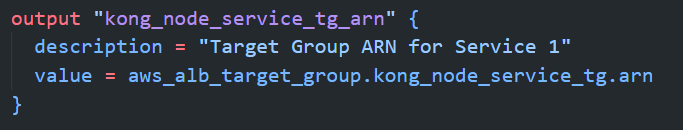 output "kong_node_service_tg_arn" {
  description = "Target Group ARN for Service 1"
  value = aws_alb_target_group.kong_node_service_tg.arn
}